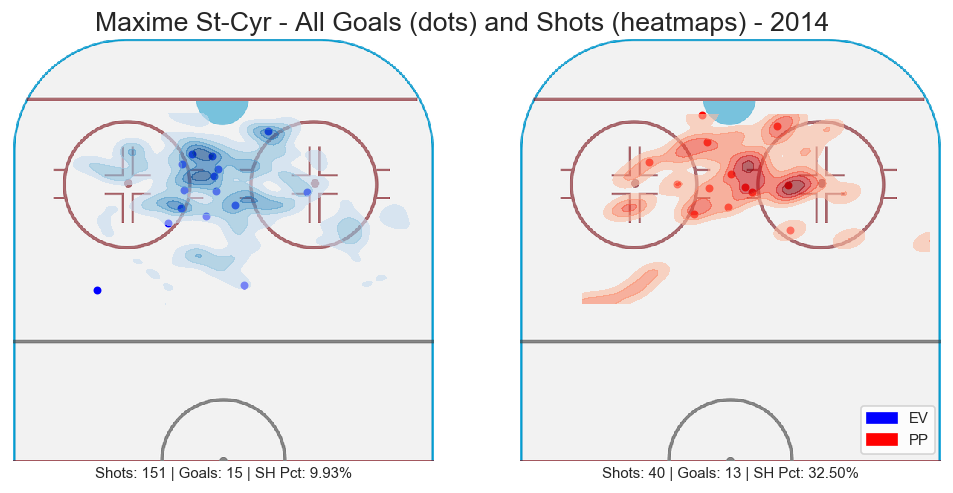 Maxime St-Cyr - All Goals (dots) and Shots (heatmaps) - 2014
EV
PP
Shots: 151 | Goals: 15 | SH Pct: 9.93%
Shots: 40 | Goals: 13 | SH Pct: 32.50%